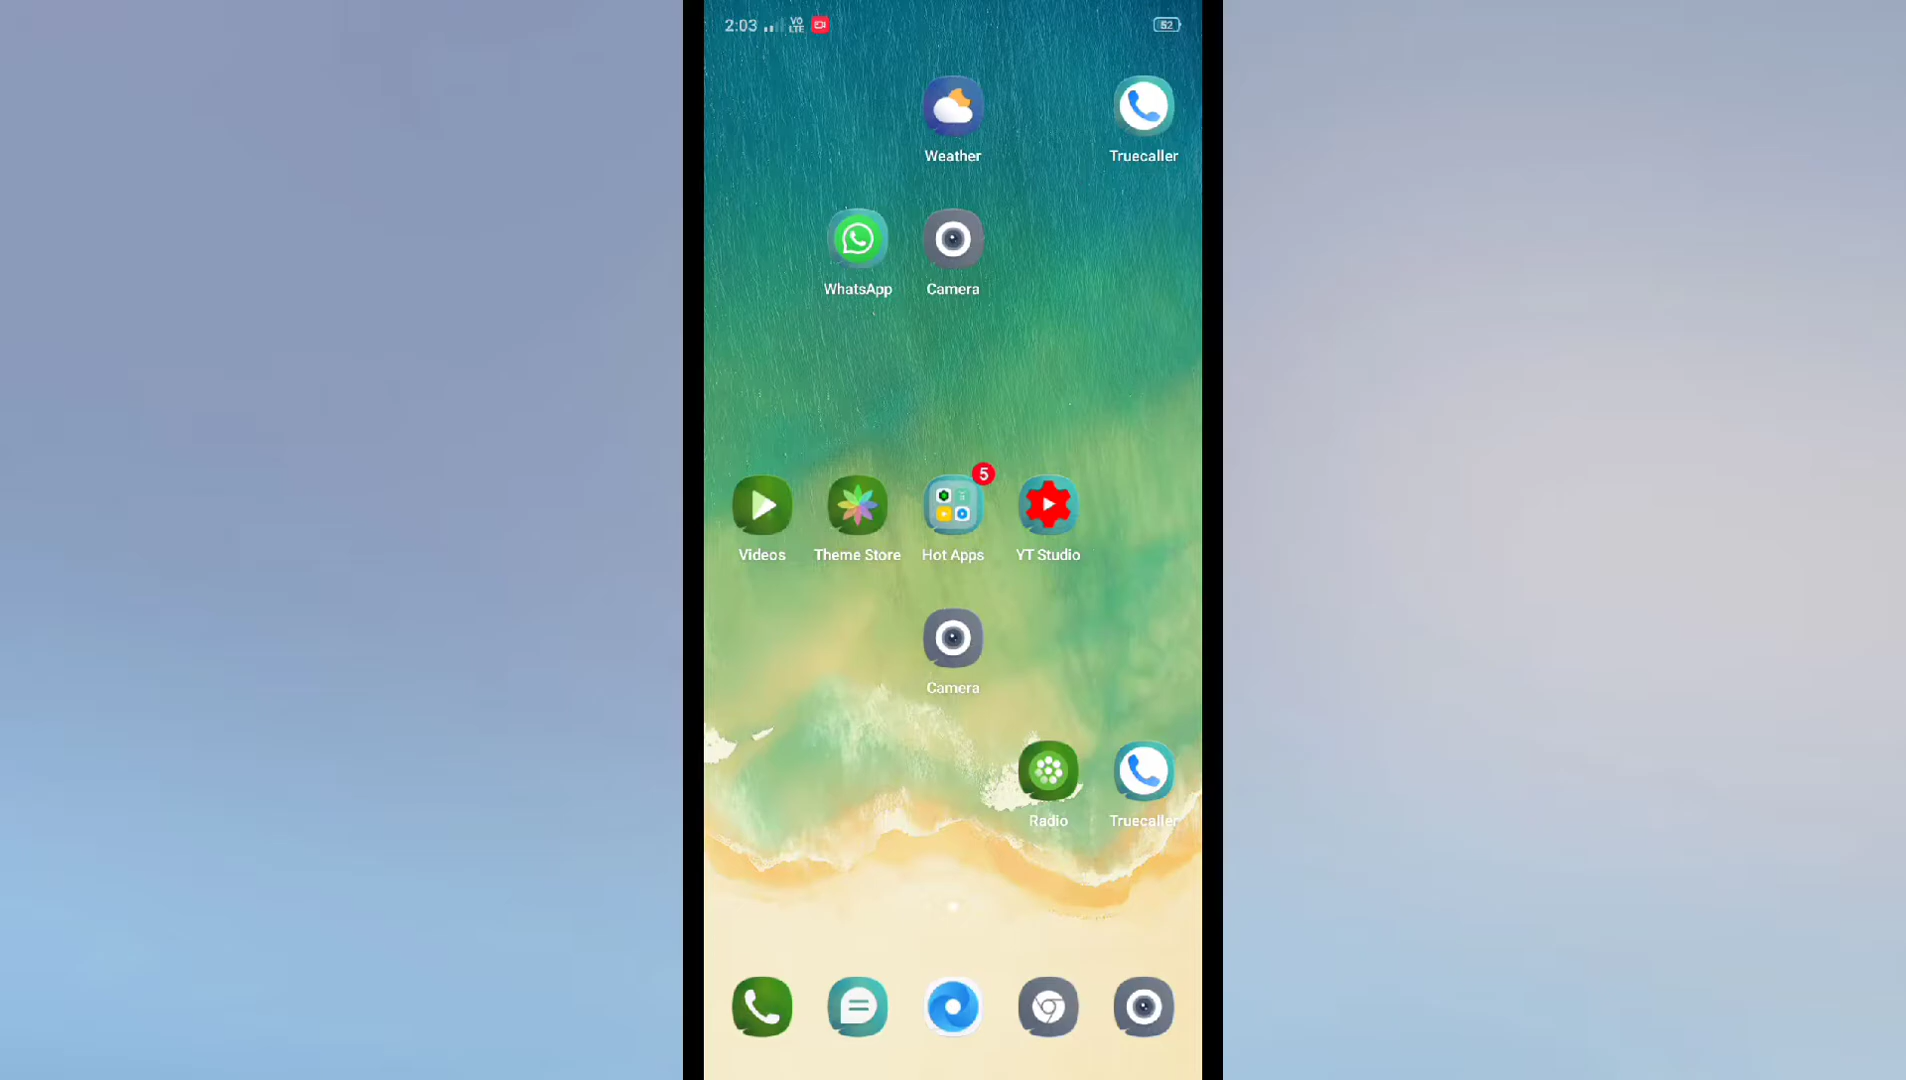 2:03 VO LTE 52
Weather Truecaller
WhatsApp Camera
5
Videos Theme Store Hot Apps YT Studio
Camera
Radio Truecaller